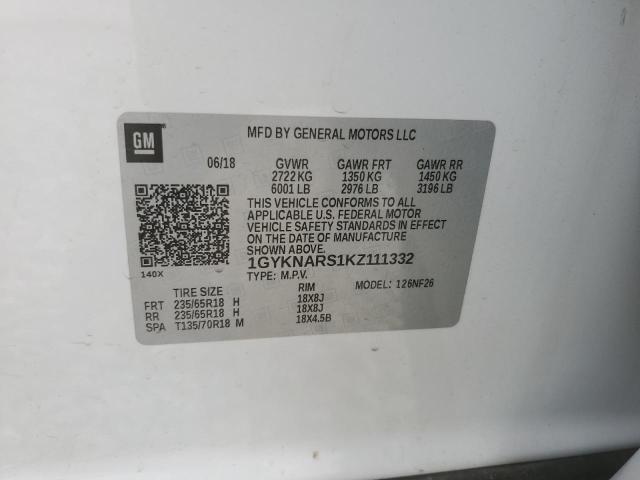 GM
MFD BY GENERAL MOTORS LLC
06/18 GVWR GAWR FRT GAWR RR
2722 KG 1350 KG 1450 KG
6001 LB 2976 LB 3196 LB
THIS VEHICLE CONFORMS TO ALL
APPLICABLE U.S. FEDERAL MOTOR
VEHICLE SAFETY STANDARDS IN EFFECT
ON THE DATE OF MANUFACTURE
SHOWN ABOVE.
1GYKNARS1KZ111332
140X
TYPE: M.P.V.
TIRE SIZE RIM MODEL: 126NF26
FRT 235/65R18 H 18X8J
RR 235/65R18 H 18X8J
SPA T135/70R18 M 18X4.5B